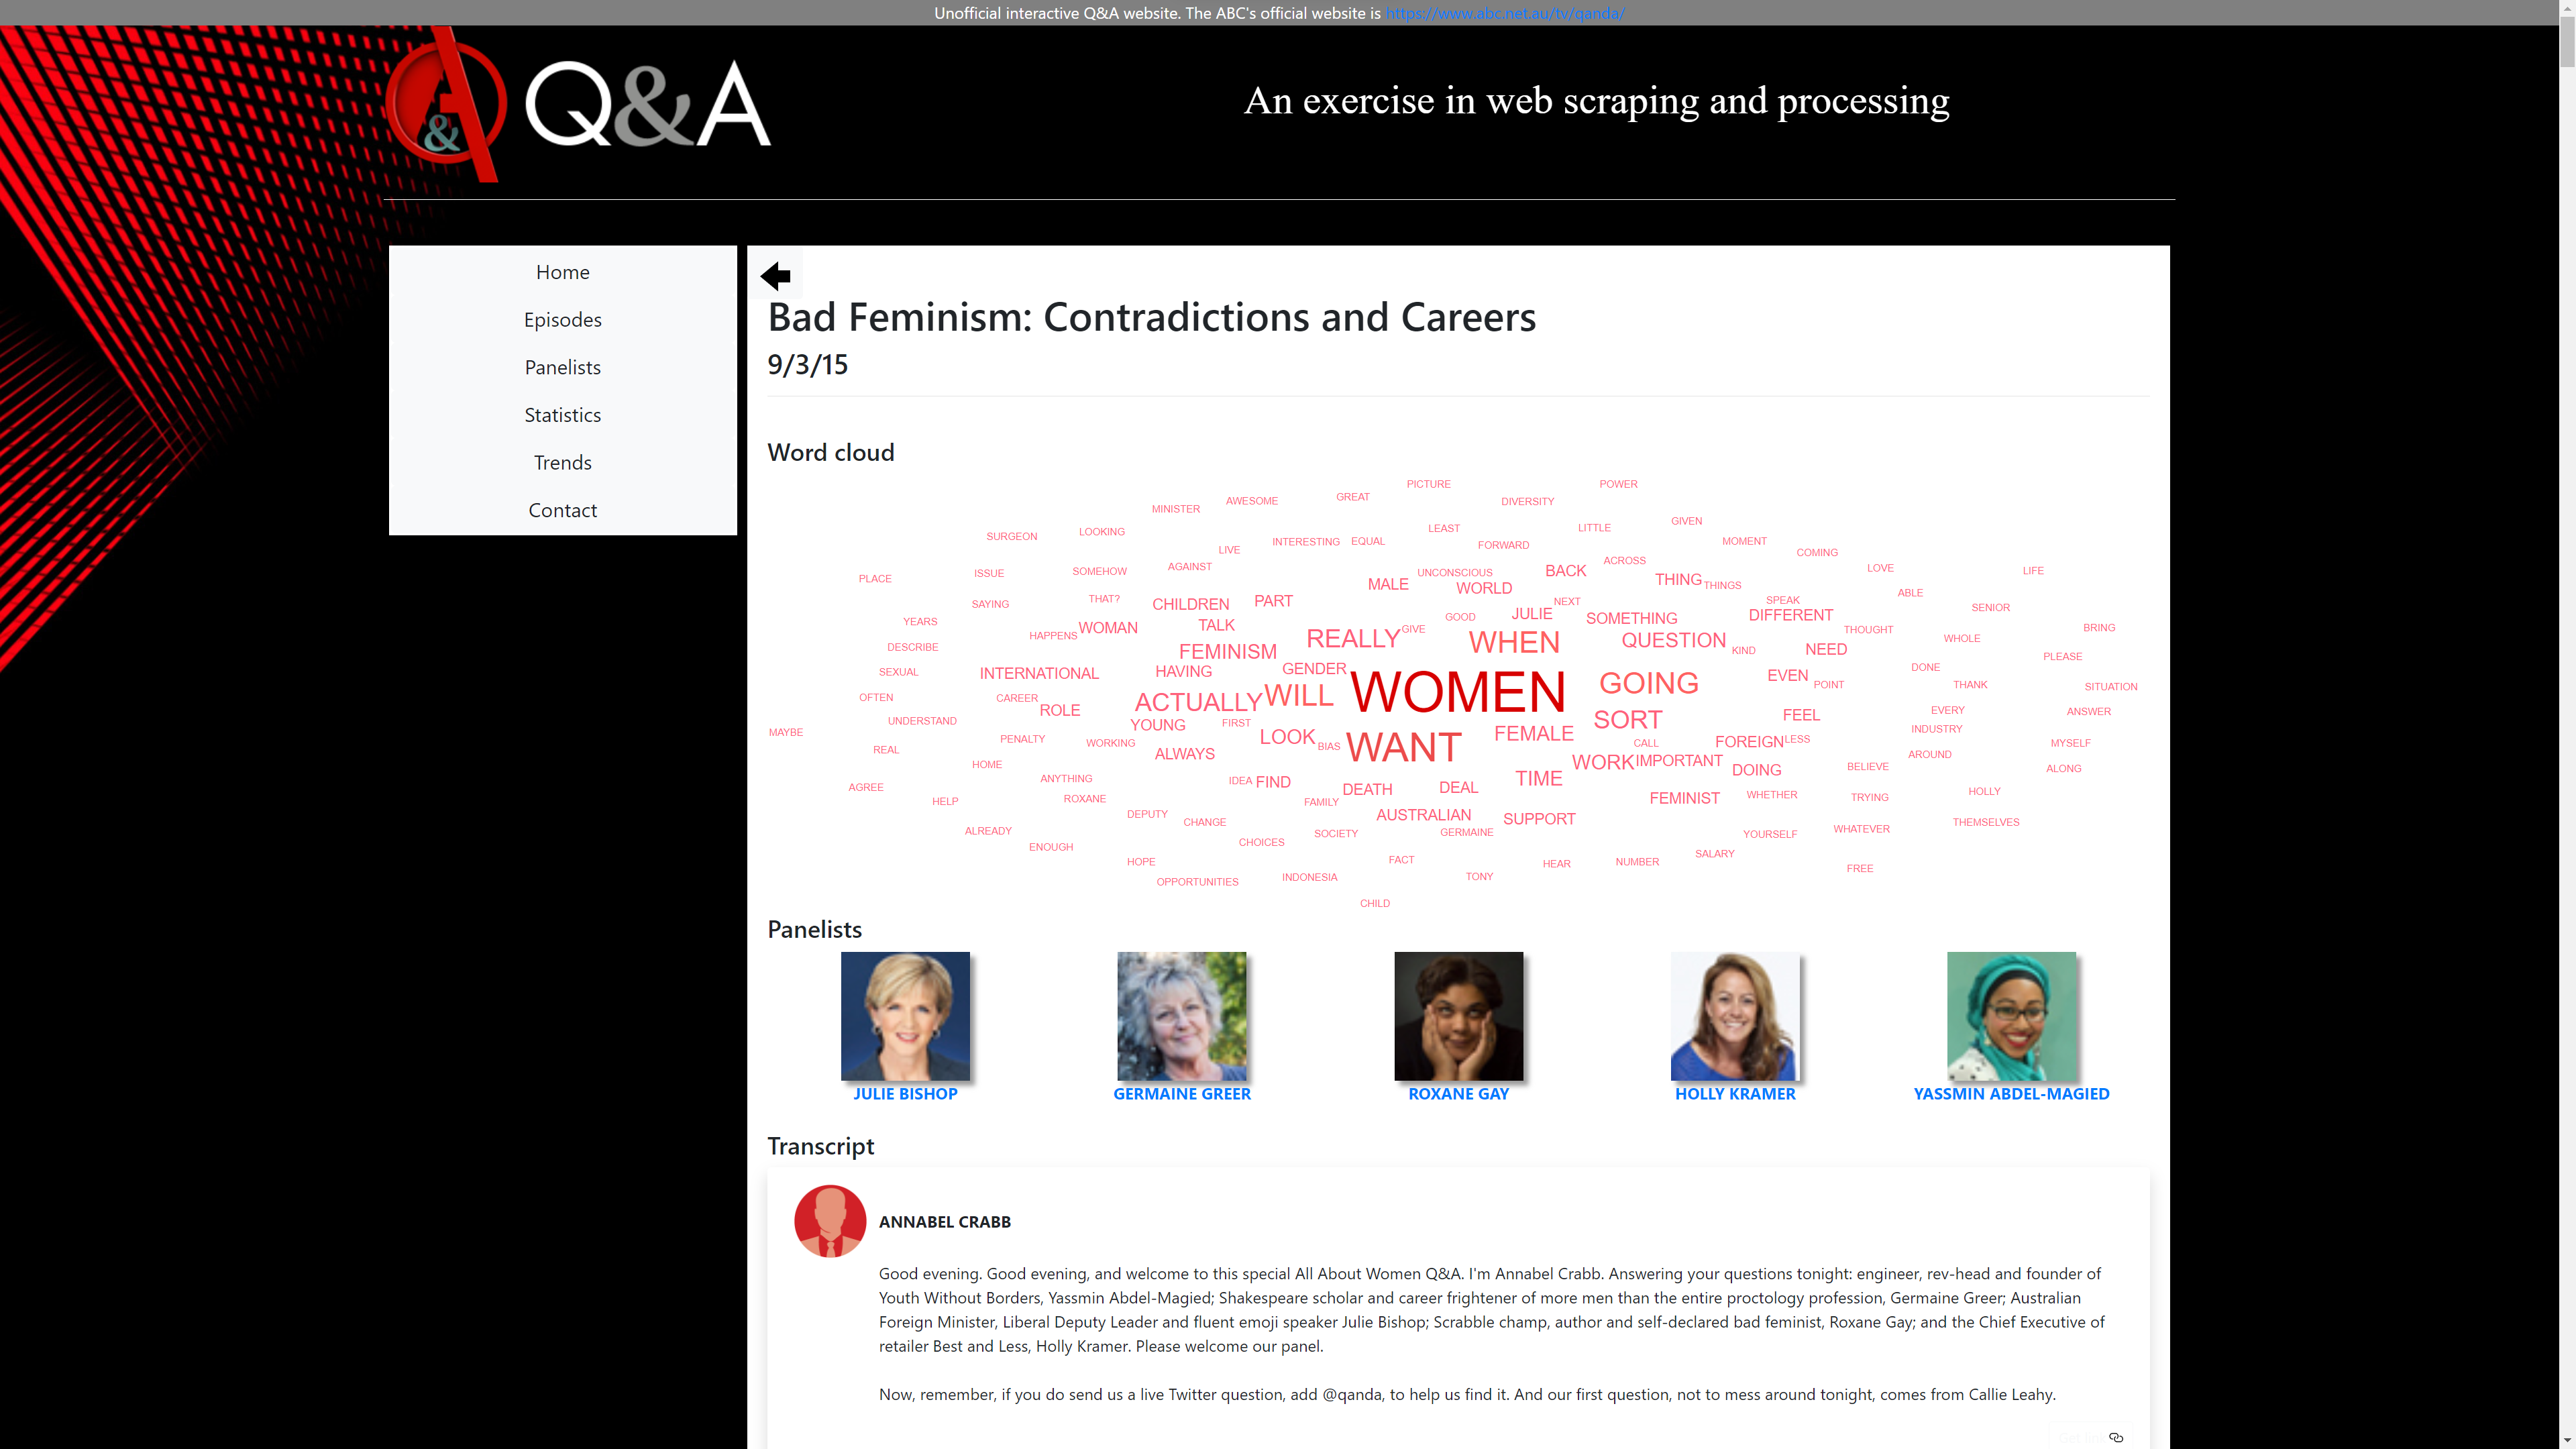 Unofficial interactive Q&A website. The ABC's official website is https://www.abc.net.au/tv/qanda/
& Q&A
An exercise in web scraping and processing
Home
Episodes
Panelists
Statistics
Trends
Contact
Bad Feminism: Contradictions and Careers
9/3/15
Word cloud
PICTURE POWER
AWESOME GREAT DIVERSITY
MINISTER
GIVEN
SURGEON LOOKING LEAST LITTLE
LIVE INTERESTING EQUAL FORWARD MOMENT
COMING
PLACE ISSUE SOMEHOW AGAINST UNCONSCIOUS BACK ACROSS LOVE LIFE
MALE WORLD THING THINGS
SAYING THAT? CHILDREN PART NEXT SPEAK ABLE SENIOR
YEARS WOMAN TALK GOOD JULIE SOMETHING DIFFERENT
HAPPENS REALLY GIVE WHEN QUESTION THOUGHT WHOLE BRING
DESCRIBE FEMINISM KIND NEED PLEASE
SEXUAL INTERNATIONAL HAVING GENDER EVEN DONE
OFTEN CAREER ACTUALLY WILL WOMEN GOING POINT THANK SITUATION
ROLE EVERY ANSWER
UNDERSTAND YOUNG FIRST SORT FEEL
MAYBE PENALTY WORKING LOOK BIAS WANT FEMALE CALL FOREIGN LESS INDUSTRY MYSELF
REAL HOME ALWAYS WORK IMPORTANT DOING BELIEVE AROUND ALONG
AGREE ANYTHING IDEA FIND DEATH DEAL TIME
HELP ROXANE FAMILY FEMINIST WHETHER TRYING HOLLY
DEPUTY CHANGE AUSTRALIAN SUPPORT
ALREADY SOCIETY GERMAINE YOURSELF WHATEVER THEMSELVES
ENOUGH CHOICES
HOPE FACT HEAR NUMBER SALARY FREE
OPPORTUNITIES INDONESIA TONY
CHILD
Panelists
JULIE BISHOP GERMAINE GREER ROXANE GAY HOLLY KRAMER YASSMIN ABDEL-MAGIED
Transcript
ANNABEL CRABB
Good evening. Good evening, and welcome to this special All About Women Q&A. I'm Annabel Crabb. Answering your questions tonight: engineer, rev-head and founder of
Youth Without Borders, Yassmin Abdel-Magied; Shakespeare scholar and career frightener of more men than the entire proctology profession, Germaine Greer; Australian
Foreign Minister, Liberal Deputy Leader and fluent emoji speaker Julie Bishop; Scrabble champ, author and self-declared bad feminist, Roxane Gay; and the Chief Executive of
retailer Best and Less, Holly Kramer. Please welcome our panel.
Now, remember, if you do send us a live Twitter question, add @qanda, to help us find it. And our first question, not to mess around tonight, comes from Callie Leahy.